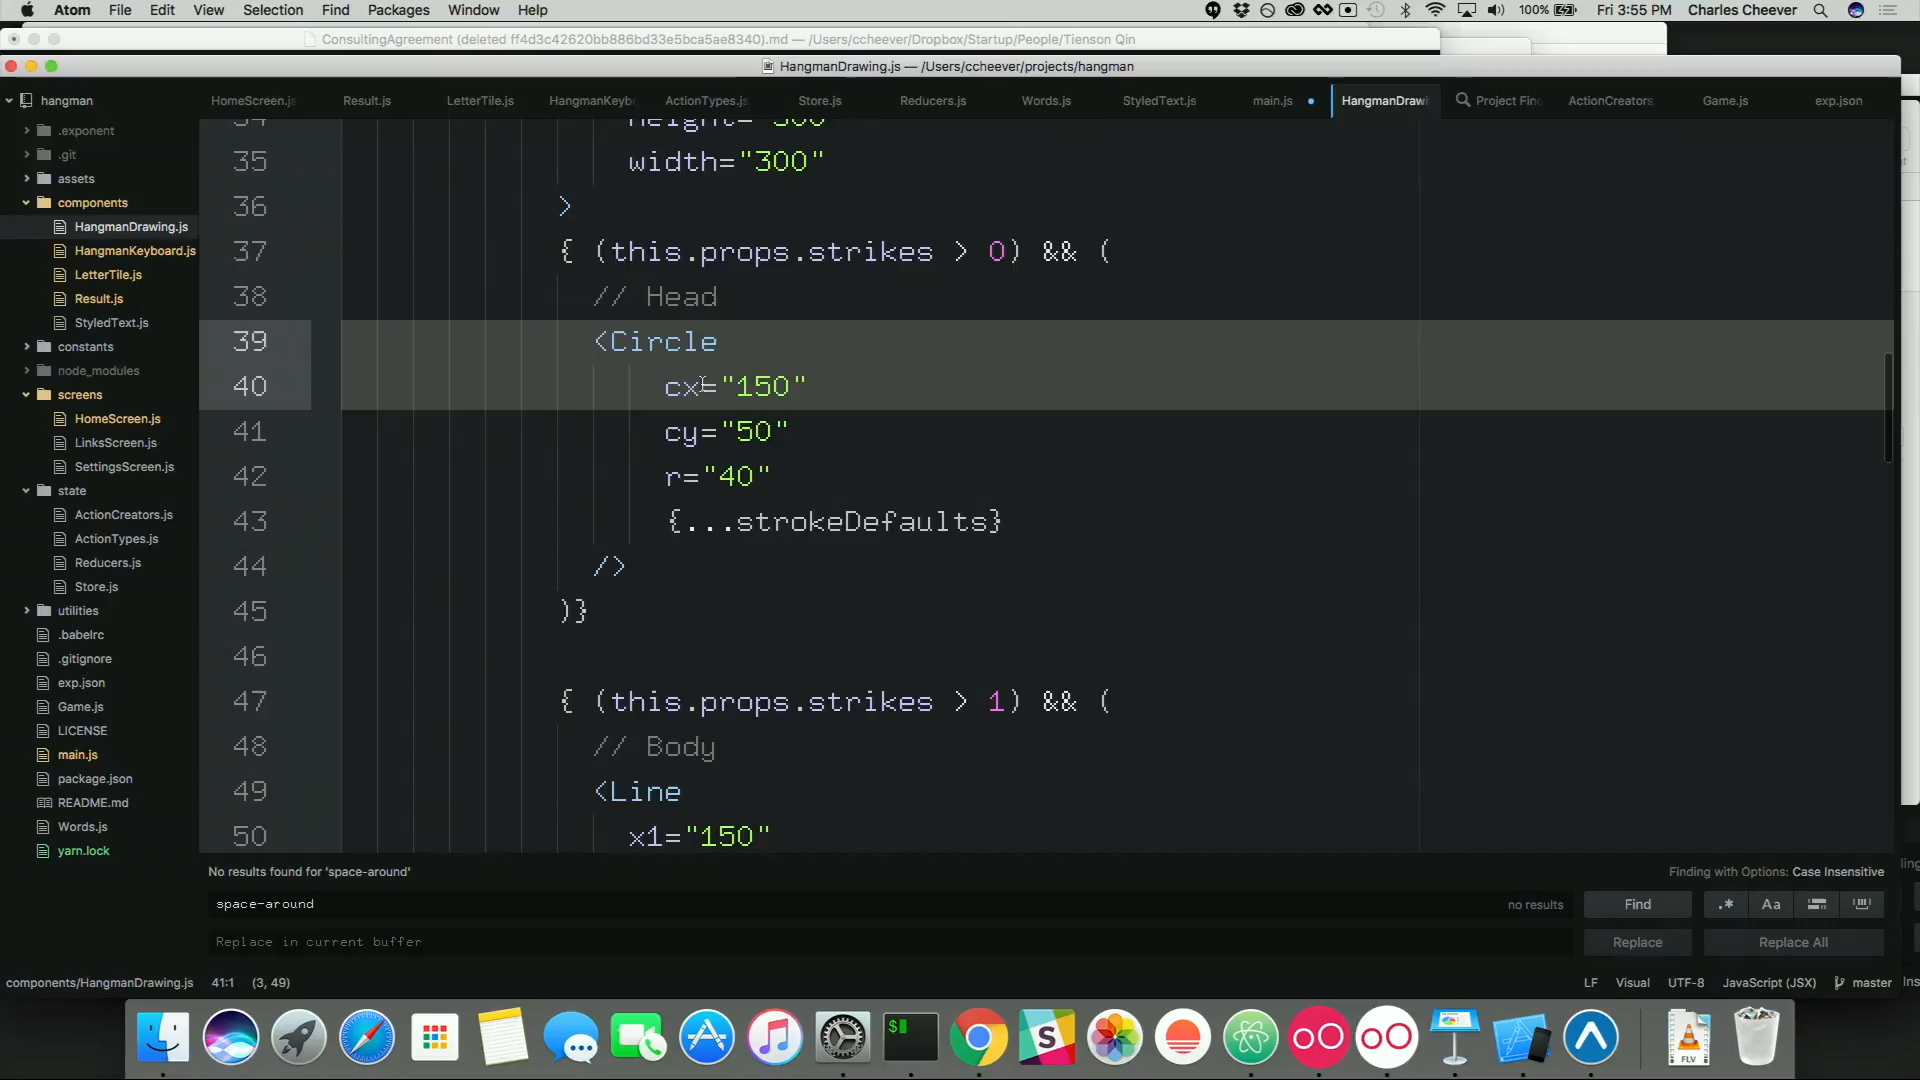 Atom File Edit View Selection Find Packages Window Help 100% Fri 3:55 PM Charles Cheever
ConsultingAgreement (deleted ff4d3c42620bb886bd33e5bca5ae8340).md — /Users/ccheever/Dropbox/Startup/People/Tienson Qin
HangmanDrawing.js — /Users/ccheever/projects/hangman
hangman
HomeScreen.js Result.js LetterTile.js HangmanKeyb ActionTypes.js Store.js Reducers.js Words.js StyledText.js main.js HangmanDrawi Project Fin ActionCreators Game.js exp.json
.exponent
.git
assets
components
HangmanDrawing.js
HangmanKeyboard.js
LetterTile.js
Result.js
StyledText.js
constants
node_modules
screens
HomeScreen.js
LinksScreen.js
SettingsScreen.js
state
ActionCreators.js
ActionTypes.js
Reducers.js
Store.js
utilities
.babelrc
.gitignore
exp.json
Game.js
LICENSE
main.js
package.json
README.md
Words.js
yarn.lock
34 height="300"
35 width="300"
36 >
37 { (this.props.strikes > 0) && (
38 // Head
39 <Circle
40 cx="150"
41 cy="50"
42 r="40"
43 {...strokeDefaults}
44 />
45 )}
46
47 { (this.props.strikes > 1) && (
48 // Body
49 <Line
50 x1="150"
No results found for 'space-around' Finding with Options: Case Insensitive
space-around no results Find .* Aa
Replace in current buffer Replace Replace All
components/HangmanDrawing.js 41:1 (3, 49) LF Visual UTF-8 JavaScript (JSX) master
$
FLV